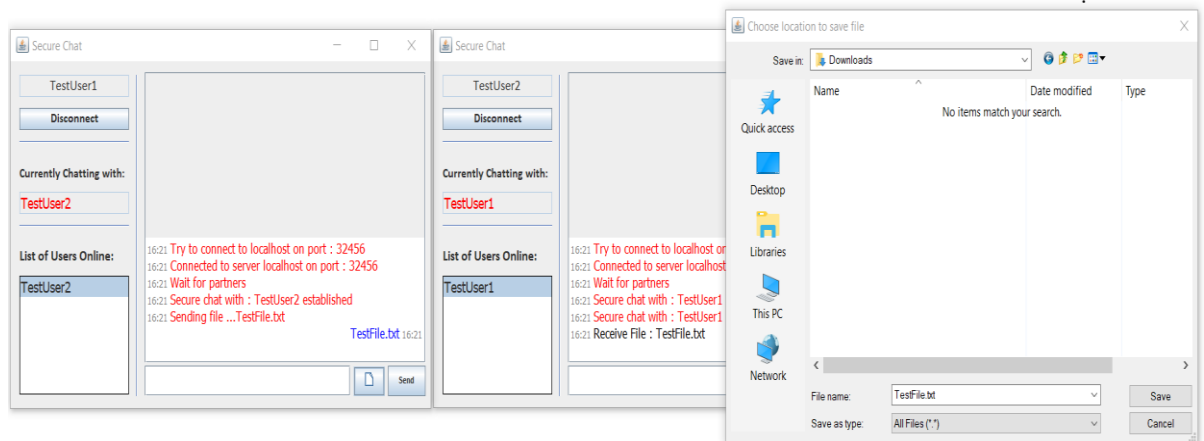 Secure Chat
TestUser1
Disconnect
Currently Chatting with:
TestUser2
List of Users Online:
TestUser2
16:21 Try to connect to localhost on port : 32456
16:21 Connected to server localhost on port : 32456
16:21 Wait for partners
16:21 Secure chat with : TestUser2 established
16:21 Sending file ...TestFile.txt
TestFile.txt 16:21
Send
Secure Chat
TestUser2
Disconnect
Currently Chatting with:
TestUser1
List of Users Online:
TestUser1
16:21 Try to connect to localhost or
16:21 Connected to server localhost
16:21 Wait for partners
16:21 Secure chat with : TestUser1
16:21 Secure chat with : TestUser1
16:21 Receive File : TestFile.txt
Choose location to save file
Save in: Downloads
Name Date modified Type
No items match your search.
Quick access
Desktop
Libraries
This PC
Network
File name: TestFile.txt Save
Save as type: All Files (*.*) Cancel